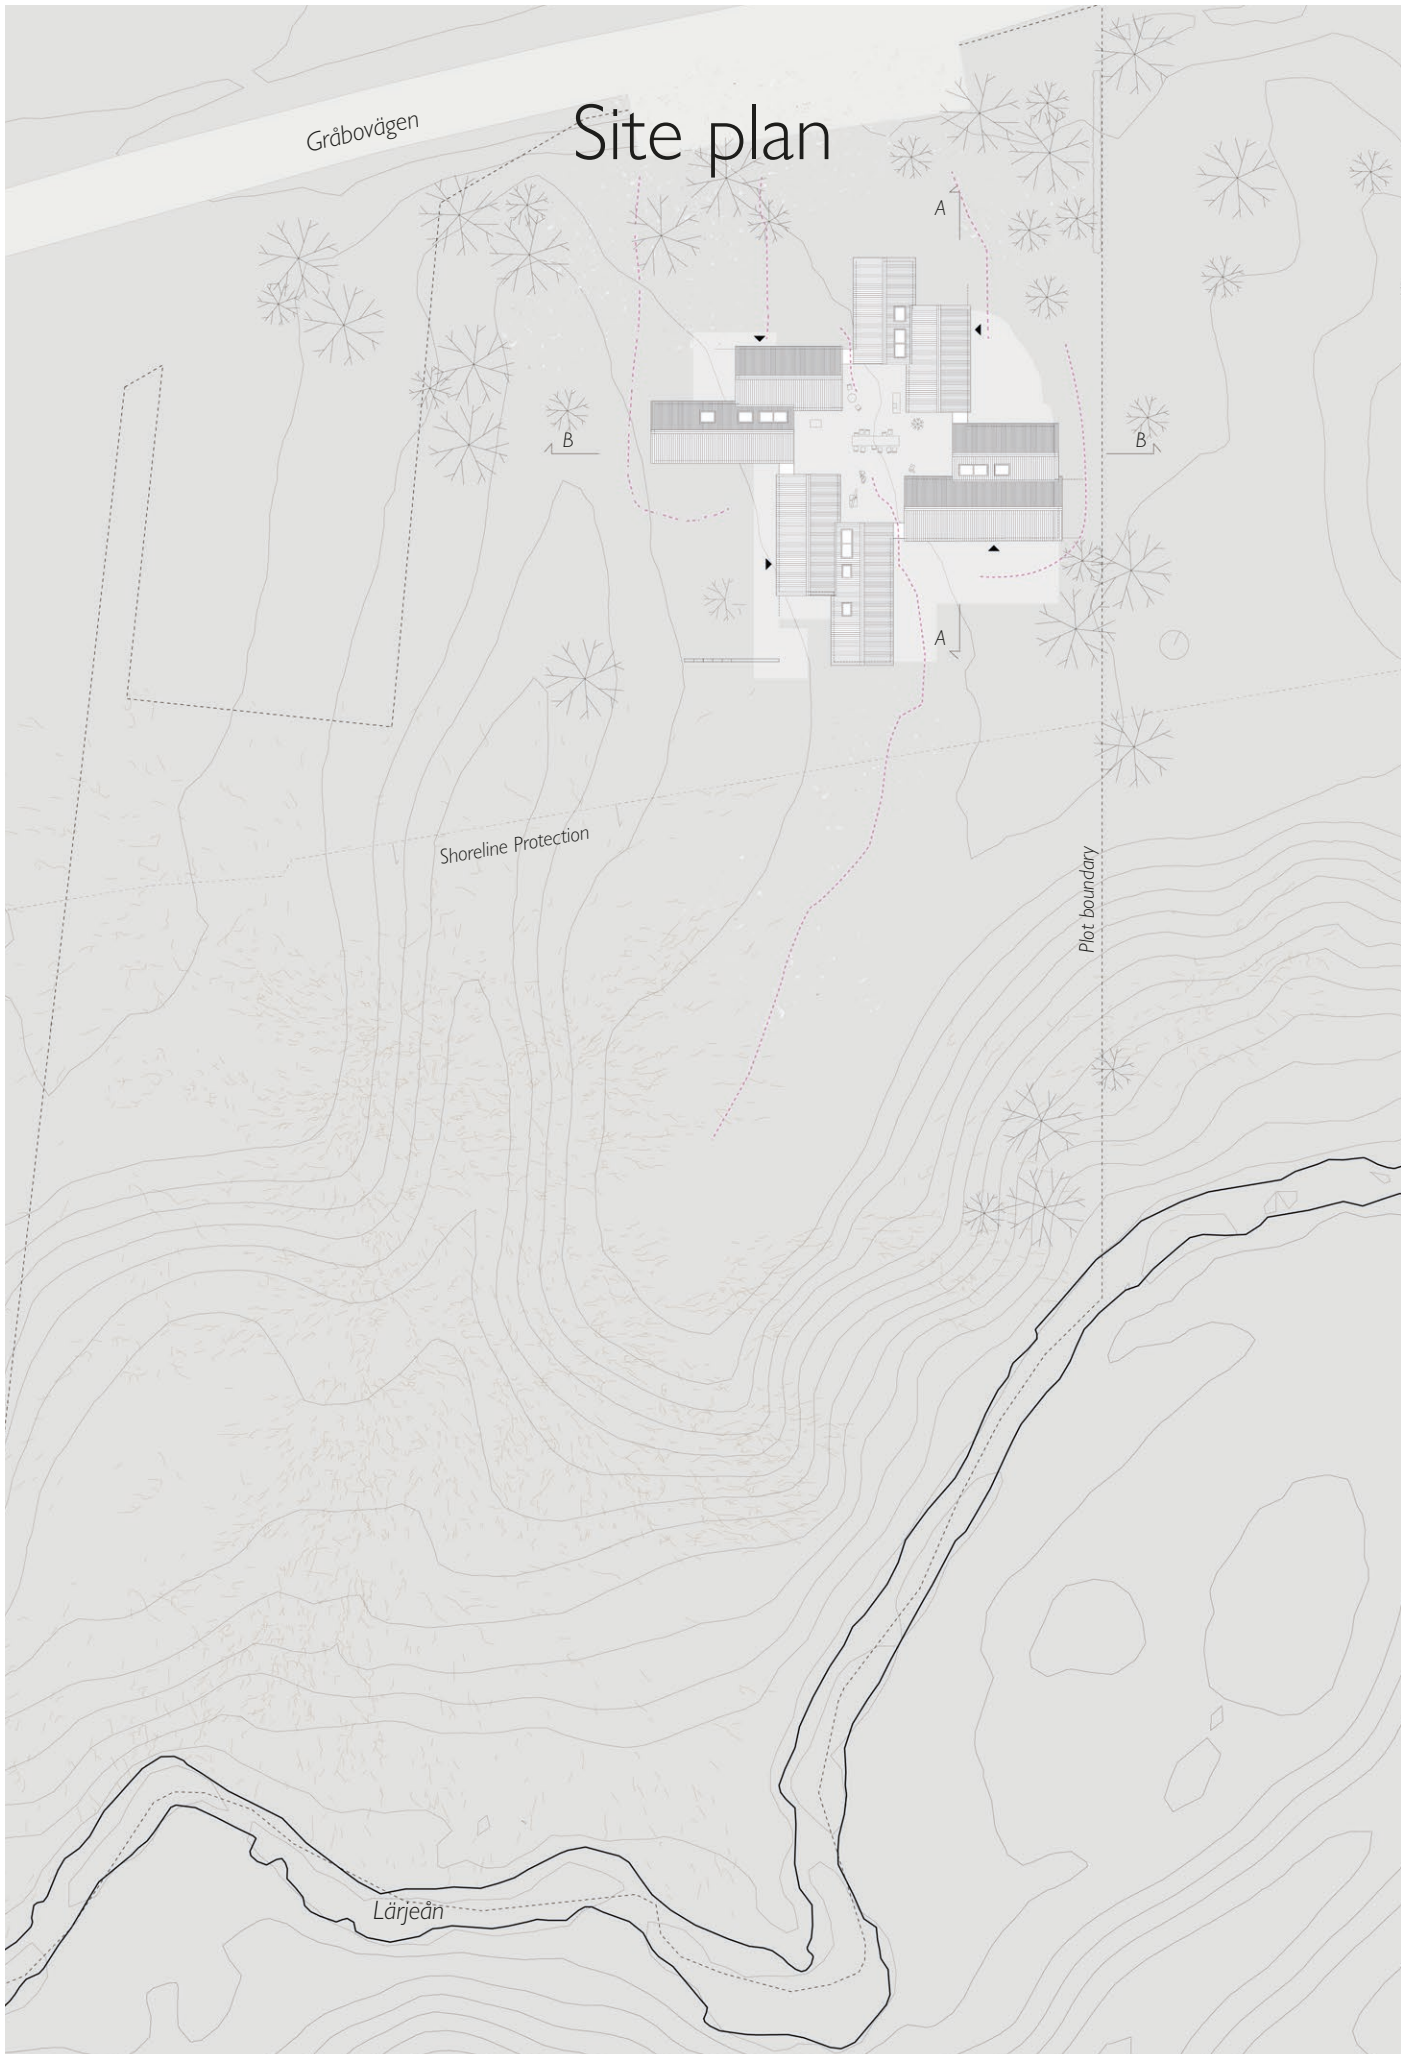 Gråbovägen
Site plan
A
B
B
A
Shoreline Protection
Plot boundary
Lärjeån